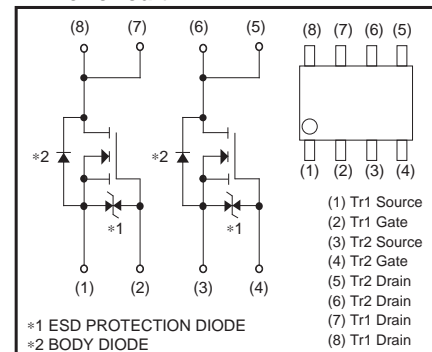 (8) (7) (6) (5)
(8) (7) (6) (5)
∗2 ∗2
∗1 ∗1
(1) (2) (3) (4)
(1) (2) (3) (4)
(1) Tr1 Source
(2) Tr1 Gate
(3) Tr2 Source
(4) Tr2 Gate
(5) Tr2 Drain
(6) Tr2 Drain
(7) Tr1 Drain
(8) Tr1 Drain
∗1 ESD PROTECTION DIODE
∗2 BODY DIODE